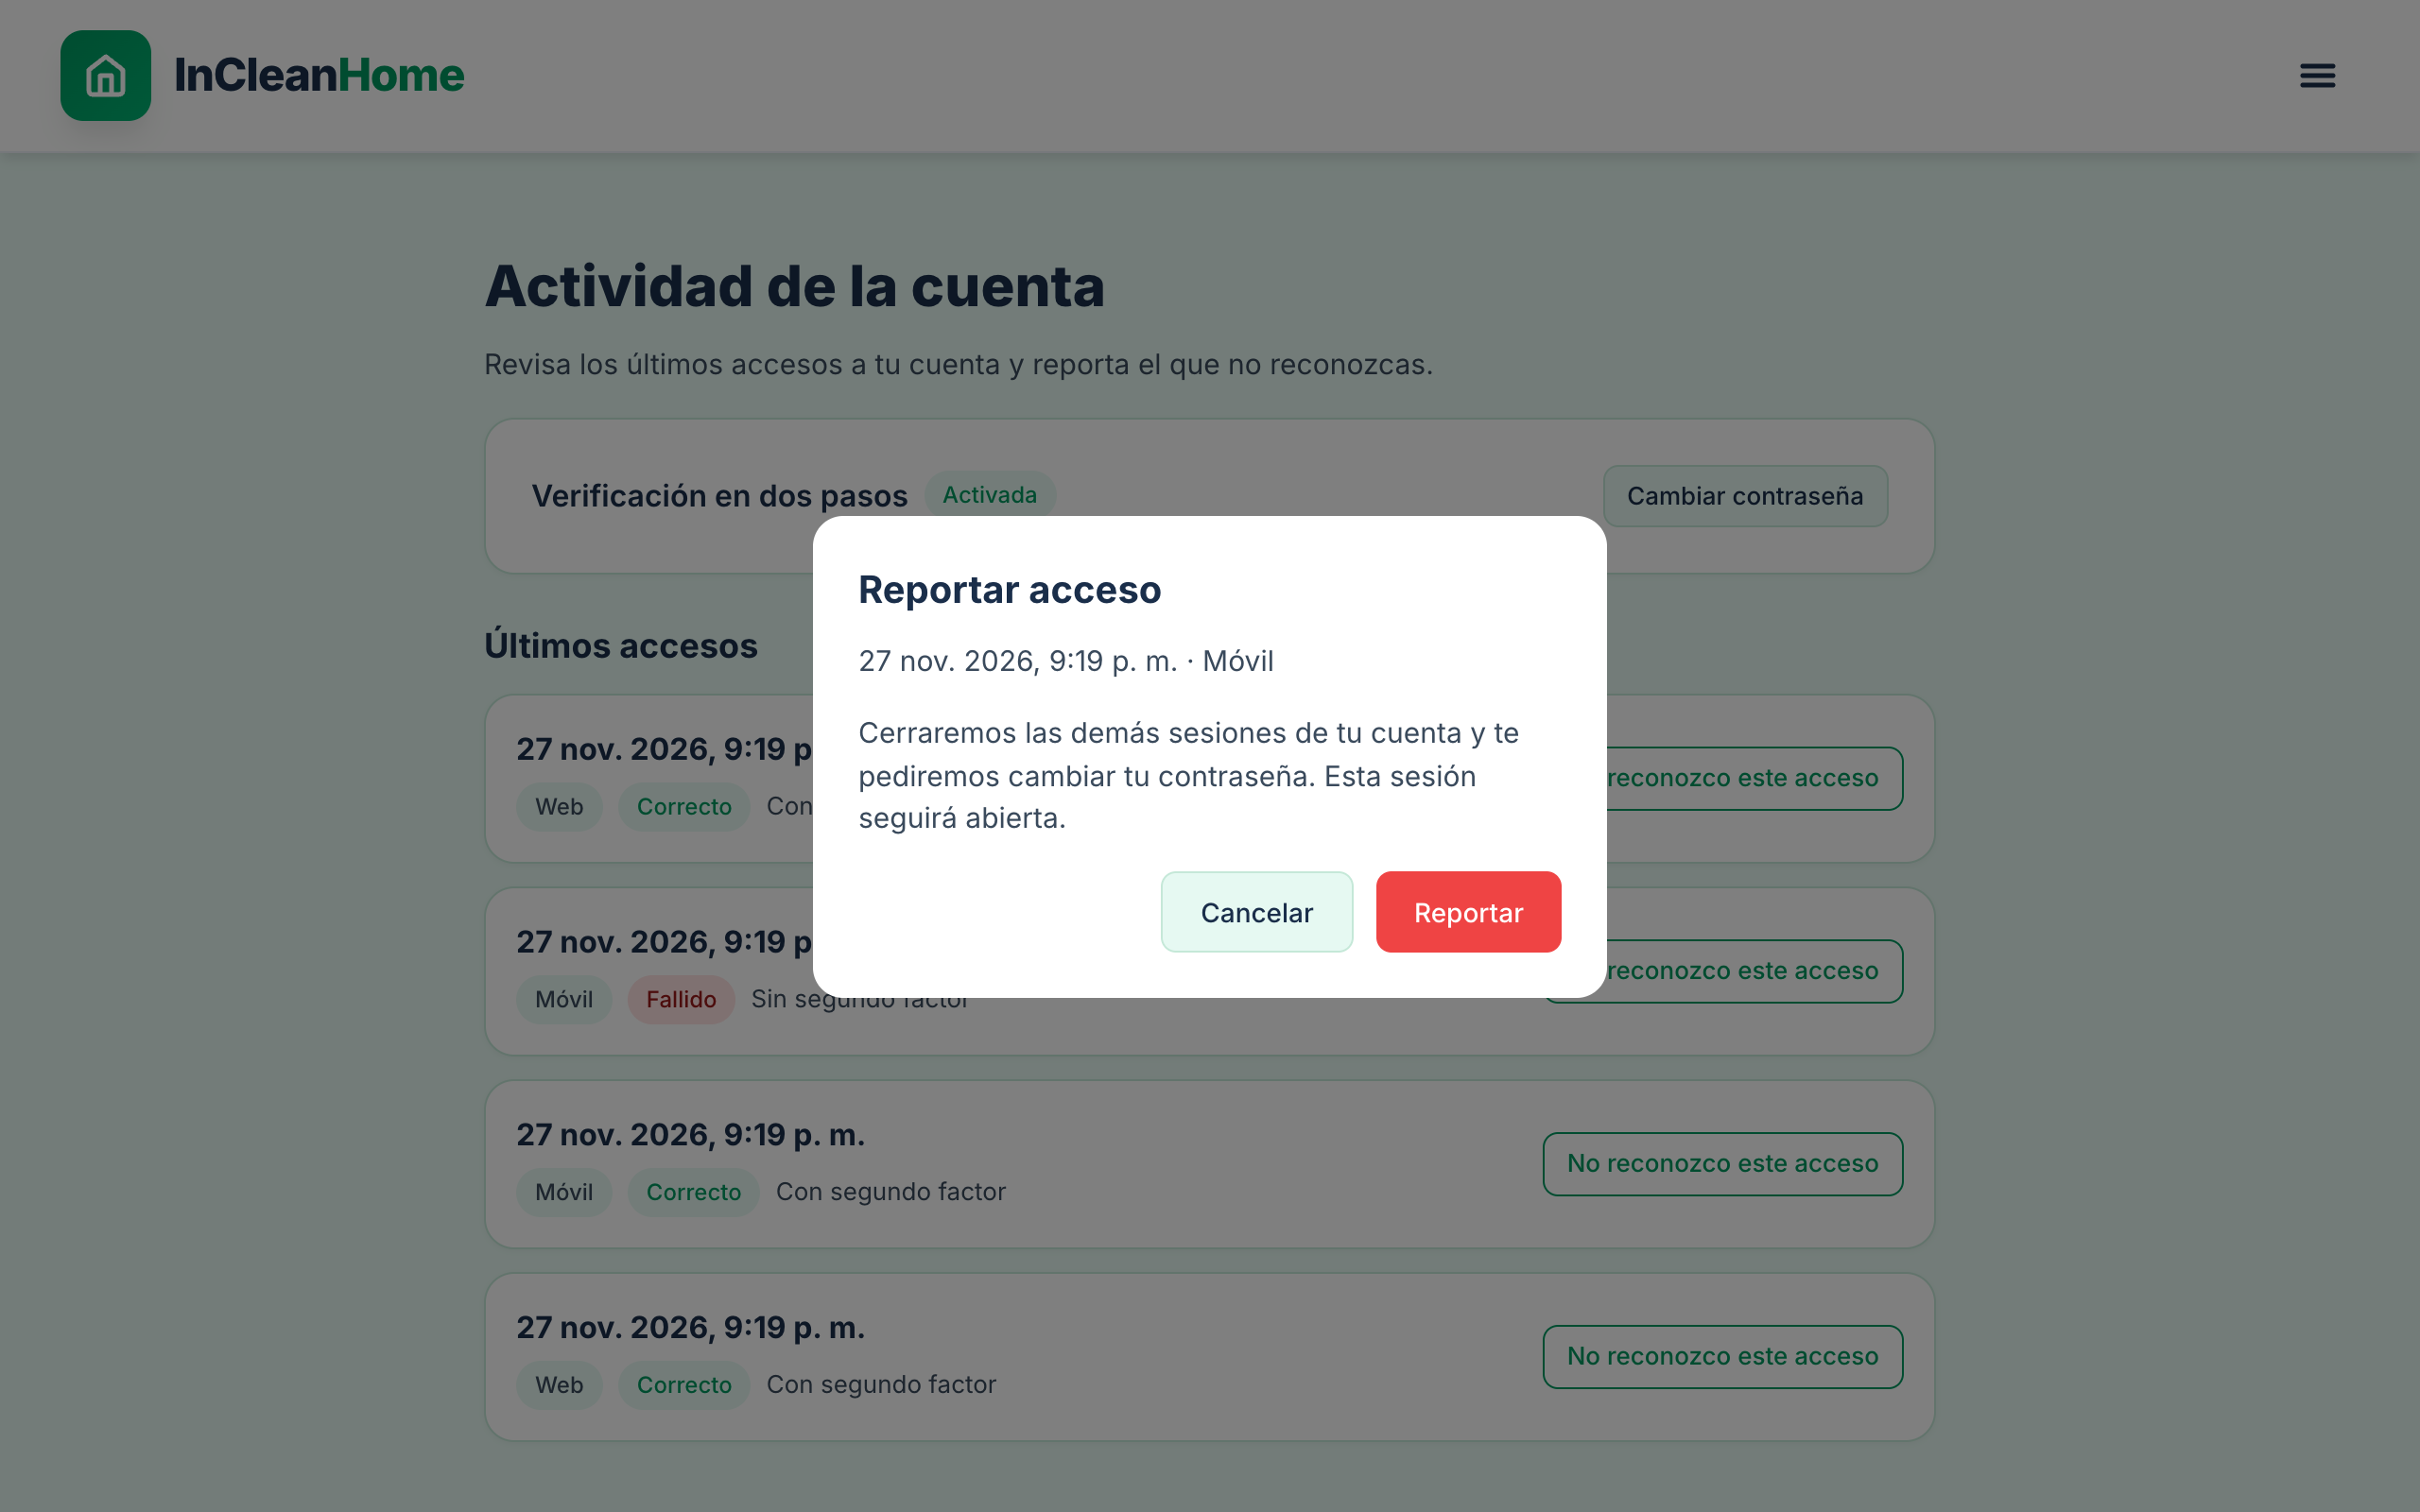 InCleanHome
Actividad de la cuenta
Revisa los últimos accesos a tu cuenta y reporta el que no reconozcas.
Verificación en dos pasos
Activada
Cambiar contraseña
Últimos accesos
27 nov. 2026, 9:19 p
Web
Correcto
Con
reconozco este acceso
27 nov. 2026, 9:19 p
Móvil
Fallido
Sin segundo factor
reconozco este acceso
27 nov. 2026, 9:19 p. m.
Móvil
Correcto
Con segundo factor
No reconozco este acceso
27 nov. 2026, 9:19 p. m.
Web
Correcto
Con segundo factor
No reconozco este acceso
Reportar acceso
27 nov. 2026, 9:19 p. m. · Móvil
Cerraremos las demás sesiones de tu cuenta y te
pediremos cambiar tu contraseña. Esta sesión
seguirá abierta.
Cancelar
Reportar